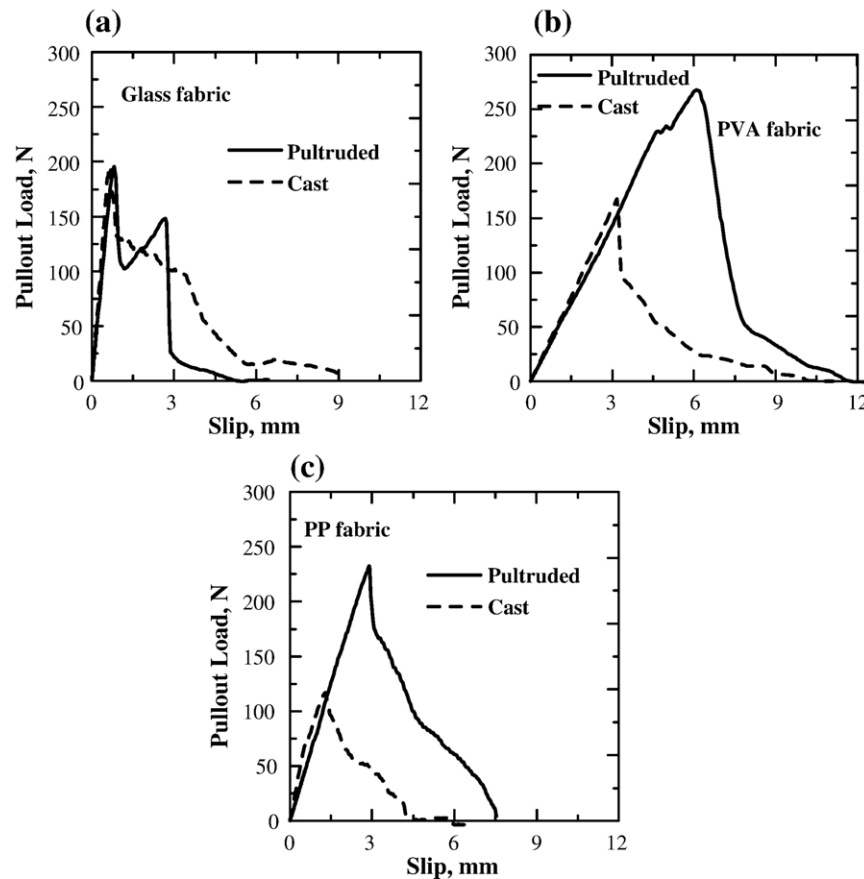 (a)
300
250
200
150
100
50
0
Pullout Load, N
Glass fabric
Pultruded
Cast
0 3 6 9 12
Slip, mm
(b)
300
250
200
150
100
50
0
Pullout Load, N
Pultruded
Cast
PVA fabric
0 3 6 9 12
Slip, mm
(c)
300
250
200
150
100
50
0
Pullout Load, N
PP fabric
Pultruded
Cast
0 3 6 9 12
Slip, mm